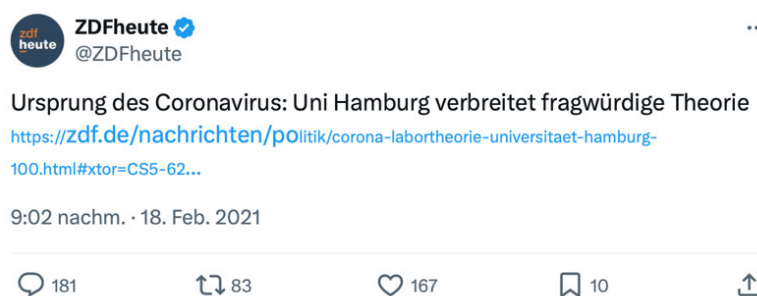 zdf
heute
ZDFheute
@ZDFheute
Ursprung des Coronavirus: Uni Hamburg verbreitet fragwürdige Theorie
https://zdf.de/nachrichten/politik/corona-labortheorie-universitaet-hamburg-
100.html#xtor=CS5-62...
9:02 nachm. · 18. Feb. 2021
181 83 167 10